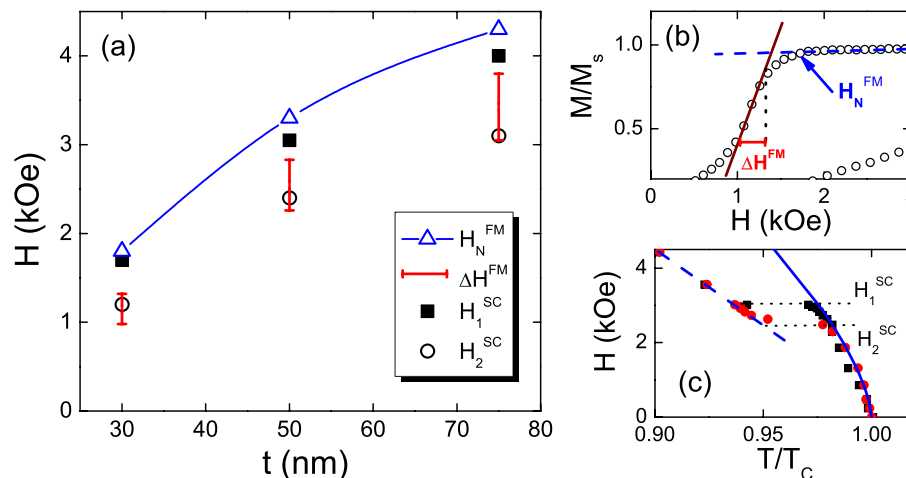 (a)
H (kOe)
4
3
2
1
0
30 40 50 60 70 80
t (nm)
H_N^FM
ΔH^FM
H_1^SC
H_2^SC
(b)
M/M_s
1.0
0.5
H_N^FM
ΔH^FM
0 1 2
H (kOe)
(c)
H (kOe)
4
2
0
H_1^SC
H_2^SC
0.90 0.95 1.00
T/T_C